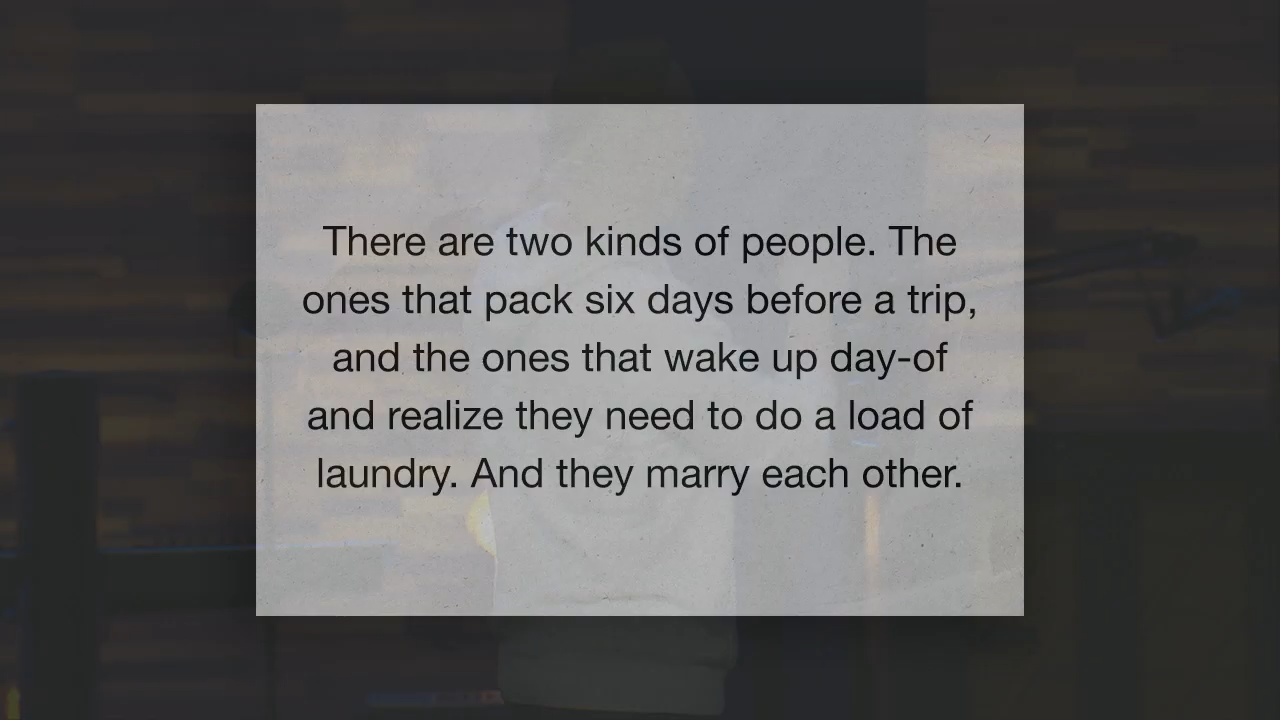 There are two kinds of people. The
ones that pack six days before a trip,
and the ones that wake up day-of
and realize they need to do a load of
laundry. And they marry each other.